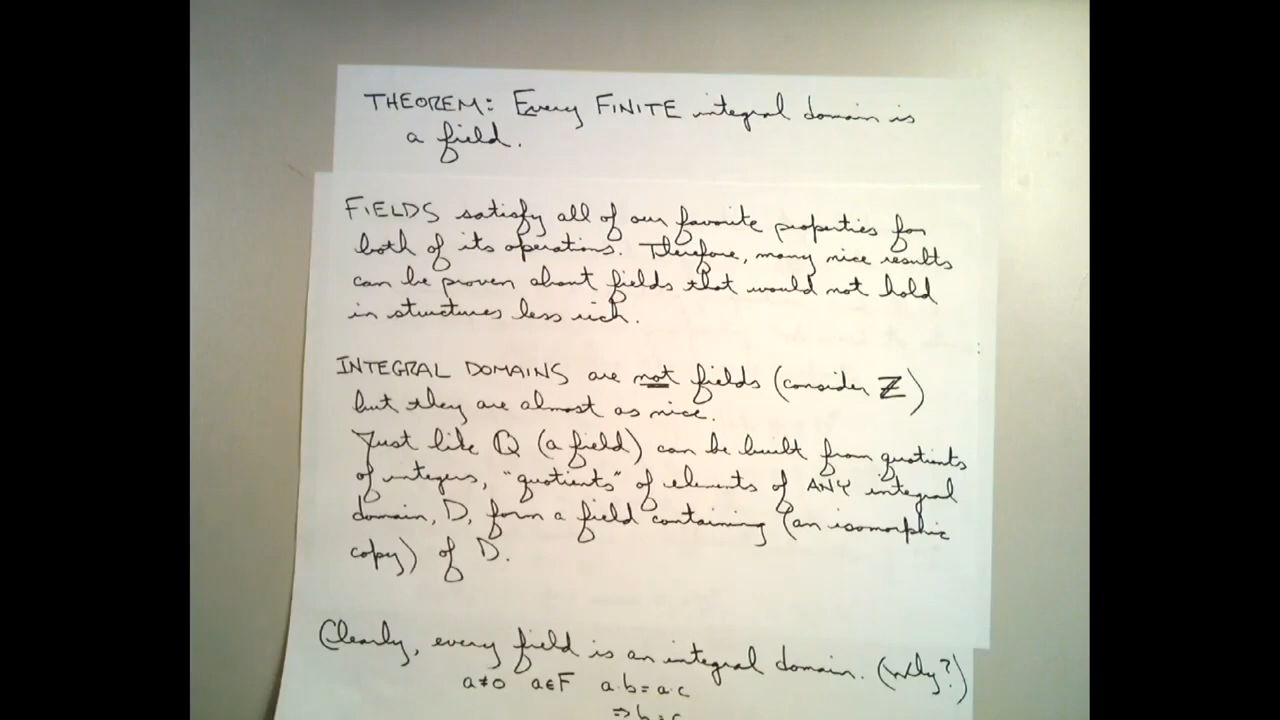 THEOREM: Every FINITE integral domain is
a field.
FIELDS satisfy all of our favorite properties for
both of its operations. Therefore, many nice results
can be proven about fields that would not hold
in structures less rich.
INTEGRAL DOMAINS are not fields (consider ℤ)
but they are almost as nice.
Just like ℚ (a field) can be built from quotients
of integers, "quotients" of elements of ANY integral
domain, D, form a field containing (an isomorphic
copy) of D.
Clearly, every field is an integral domain. (Why?)
a≠0 a∈F a·b=a·c
⇒b=c